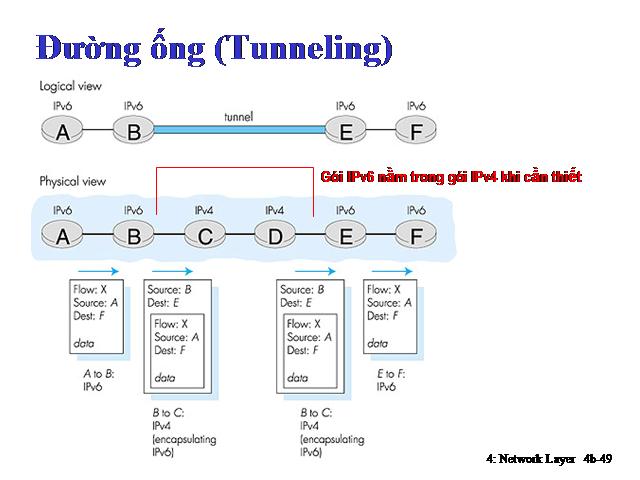 Đường ống (Tunneling)
Logical view
IPv6 IPv6 IPv6 IPv6
tunnel
A B E F
Gói IPv6 nằm trong gói IPv4 khi cần thiết
Physical view
IPv6 IPv6 IPv4 IPv4 IPv6 IPv6
A B C D E F
Flow: X
Source: A
Dest: F
data
A to B:
IPv6
Source: B
Dest: E
Flow: X
Source: A
Dest: F
data
B to C:
IPv4
(encapsulating
IPv6)
Source: B
Dest: E
Flow: X
Source: A
Dest: F
data
B to C:
IPv4
(encapsulating
IPv6)
Flow: X
Source: A
Dest: F
data
E to F:
IPv6
4: Network Layer 4b-49